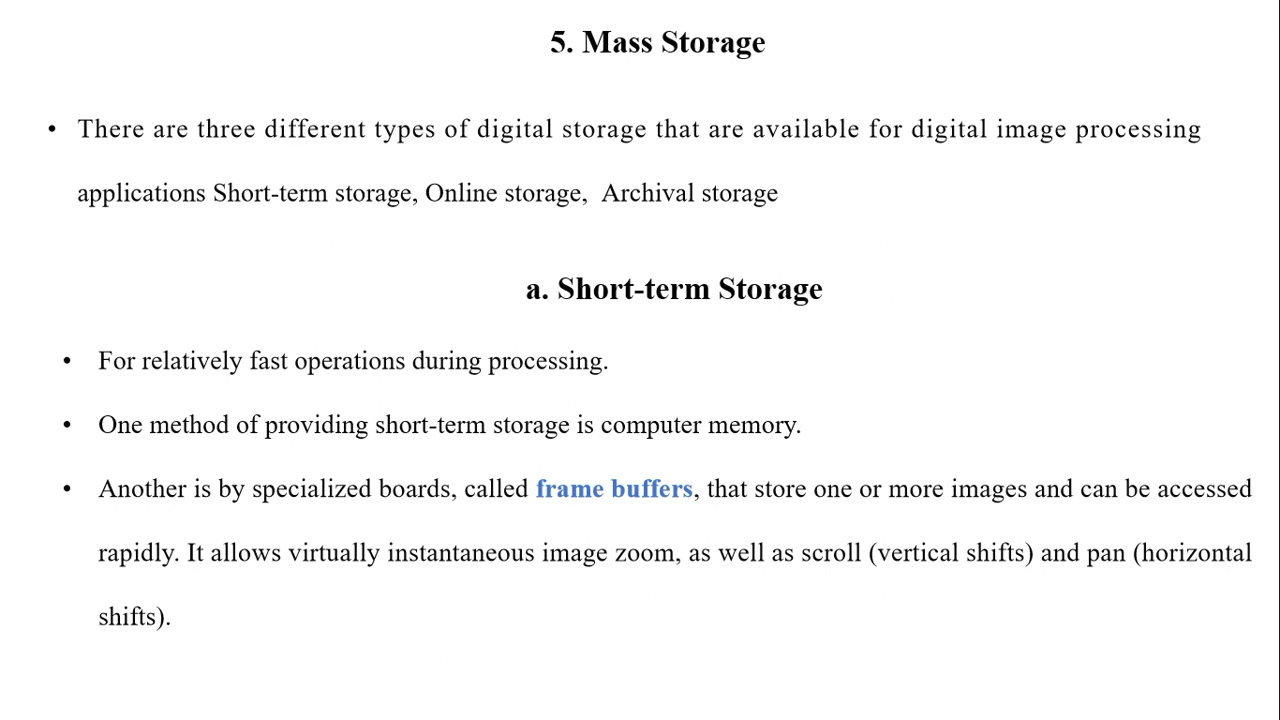 5. Mass Storage
• There are three different types of digital storage that are available for digital image processing
applications Short-term storage, Online storage,  Archival storage
a. Short-term Storage
• For relatively fast operations during processing.
• One method of providing short-term storage is computer memory.
• Another is by specialized boards, called frame buffers, that store one or more images and can be accessed
rapidly. It allows virtually instantaneous image zoom, as well as scroll (vertical shifts) and pan (horizontal
shifts).